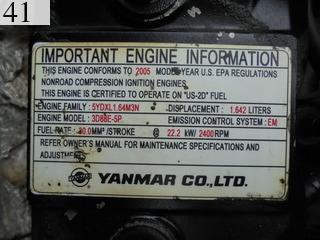 41
IMPORTANT ENGINE INFORMATION
THIS ENGINE CONFORMS TO 2005 MODEL YEAR U.S. EPA REGULATIONS
NONROAD COMPRESSION IGNITION ENGINES.
THIS ENGINE IS CERTIFIED TO OPERATE ON "US-2D" FUEL
ENGINE FAMILY : 5YDXL1.64M3N DISPLACEMENT : 1.642 LITERS
ENGINE MODEL : 3D88E-5P EMISSION CONTROL SYSTEM : EM
FUEL-RATE : 30.0MM³/STROKE @ 22.2 kW/ 2400RPM
REFER OWNER'S MANUAL FOR MAINTENANCE SPECIFICATIONS AND
ADJUSTMENTS.
YANMAR CO.,LTD.